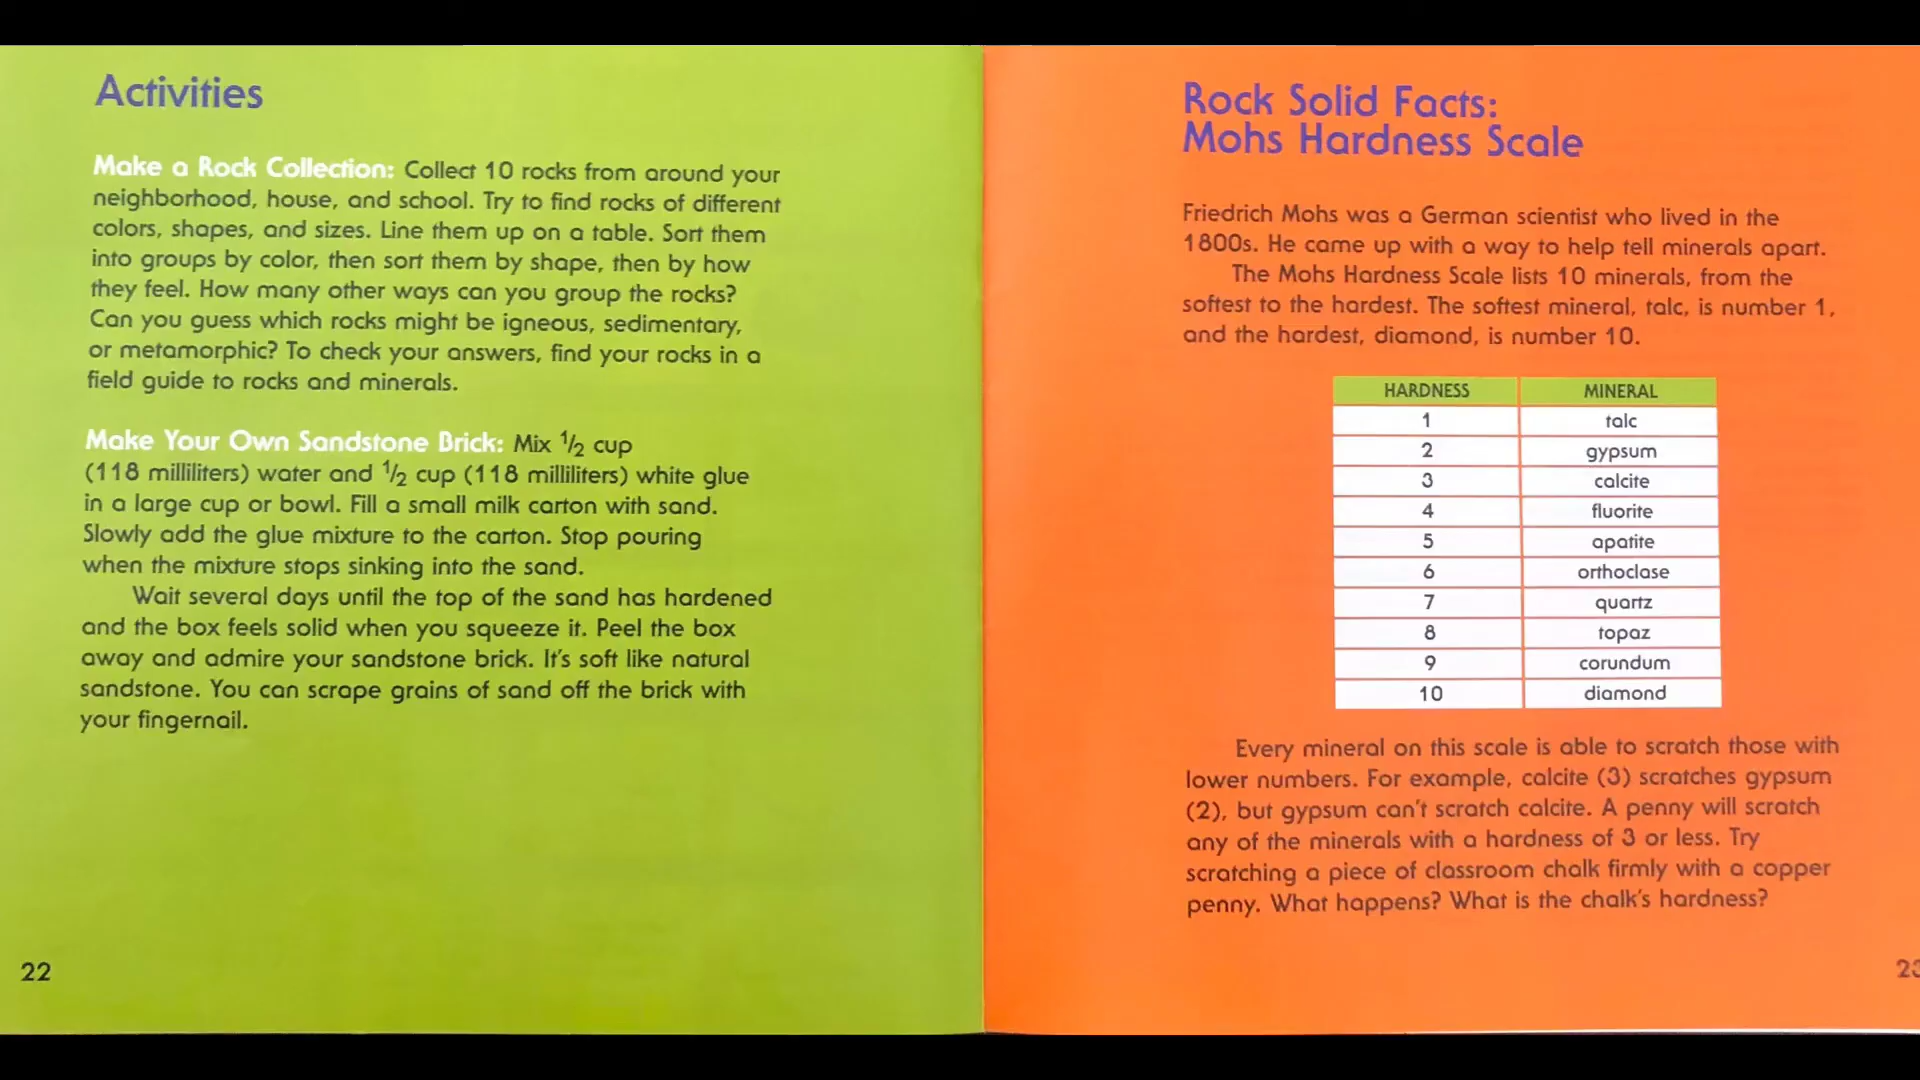 Activities
Make a Rock Collection: Collect 10 rocks from around your
neighborhood, house, and school. Try to find rocks of different
colors, shapes, and sizes. Line them up on a table. Sort them
into groups by color, then sort them by shape, then by how
they feel. How many other ways can you group the rocks?
Can you guess which rocks might be igneous, sedimentary,
or metamorphic? To check your answers, find your rocks in a
field guide to rocks and minerals.
Make Your Own Sandstone Brick: Mix 1/2 cup
(118 milliliters) water and 1/2 cup (118 milliliters) white glue
in a large cup or bowl. Fill a small milk carton with sand.
Slowly add the glue mixture to the carton. Stop pouring
when the mixture stops sinking into the sand.
Wait several days until the top of the sand has hardened
and the box feels solid when you squeeze it. Peel the box
away and admire your sandstone brick. It's soft like natural
sandstone. You can scrape grains of sand off the brick with
your fingernail.
22
Rock Solid Facts:
Mohs Hardness Scale
Friedrich Mohs was a German scientist who lived in the
1800s. He came up with a way to help tell minerals apart.
The Mohs Hardness Scale lists 10 minerals, from the
softest to the hardest. The softest mineral, talc, is number 1,
and the hardest, diamond, is number 10.
HARDNESS MINERAL
1 talc
2 gypsum
3 calcite
4 fluorite
5 apatite
6 orthoclase
7 quartz
8 topaz
9 corundum
10 diamond
Every mineral on this scale is able to scratch those with
lower numbers. For example, calcite (3) scratches gypsum
(2), but gypsum can't scratch calcite. A penny will scratch
any of the minerals with a hardness of 3 or less. Try
scratching a piece of classroom chalk firmly with a copper
penny. What happens? What is the chalk's hardness?
23